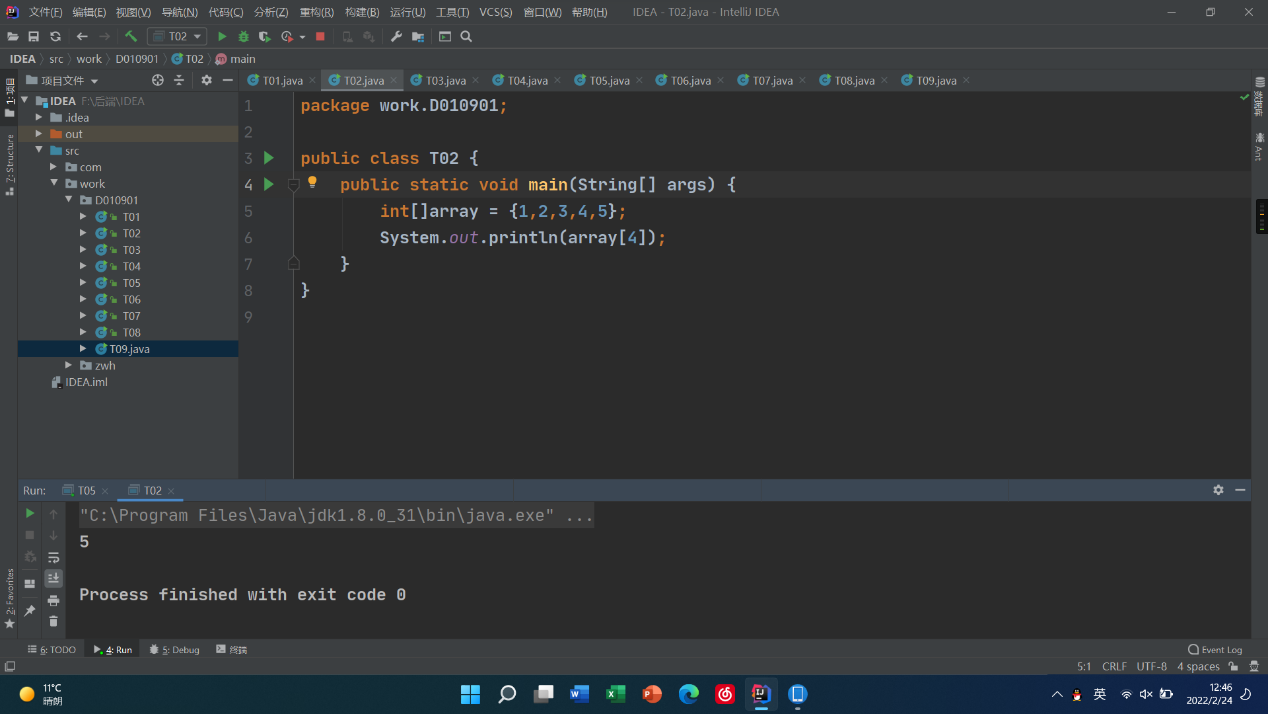 文件(F) 编辑(E) 视图(V) 导航(N) 代码(C) 分析(Z) 重构(R) 构建(B) 运行(U) 工具(T) VCS(S) 窗口(W) 帮助(H) IDEA - T02.java - IntelliJ IDEA
T02
IDEA src work D010901 T02 main
项目文件 T01.java T02.java T03.java T04.java T05.java T06.java T07.java T08.java T09.java
1: 项目
7: Structure
2: Favorites
IDEA F:\后端\IDEA
.idea
out
src
com
work
D010901
T01
T02
T03
T04
T05
T06
T07
T08
T09.java
zwh
IDEA.iml
1 package work.D010901;
2
3 public class T02 {
4 public static void main(String[] args) {
5 int[]array = {1,2,3,4,5};
6 System.out.println(array[4]);
7 }
8 }
9
Ant
Run: T05 T02
"C:\Program Files\Java\jdk1.8.0_31\bin\java.exe" ...
5
Process finished with exit code 0
6: TODO 4: Run 5: Debug 终端 Event Log
5:1 CRLF UTF-8 4 spaces
11°C
晴朗
英
12:46
2022/2/24